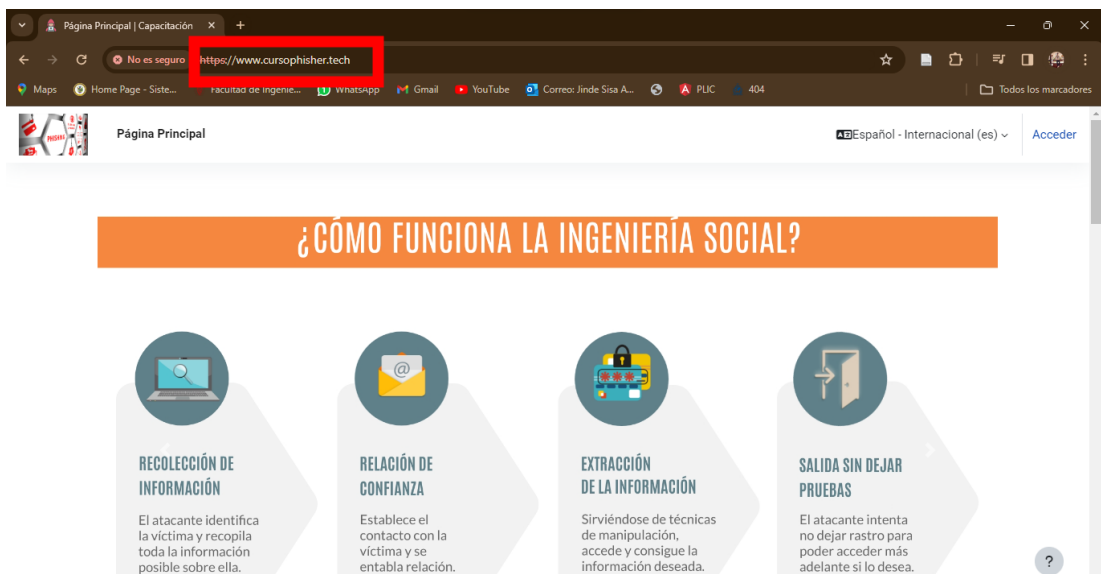 Página Principal | Capacitación
No es seguro
https://www.cursophisher.tech
Maps
Home Page - Siste...
Facultad de Ingenie...
WhatsApp
Gmail
YouTube
Correo: Jinde Sisa A...
PLIC
404
Todos los marcadores
PHISHING
Página Principal
Español - Internacional (es)
Acceder
¿CÓMO FUNCIONA LA INGENIERÍA SOCIAL?
@
RECOLECCIÓN DE
INFORMACIÓN
El atacante identifica
la víctima y recopila
toda la información
posible sobre ella.
RELACIÓN DE
CONFIANZA
Establece el
contacto con la
víctima y se
entabla relación.
EXTRACCIÓN
DE LA INFORMACIÓN
Sirviéndose de técnicas
de manipulación,
accede y consigue la
información deseada.
SALIDA SIN DEJAR
PRUEBAS
El atacante intenta
no dejar rastro para
poder acceder más
adelante si lo desea.
?